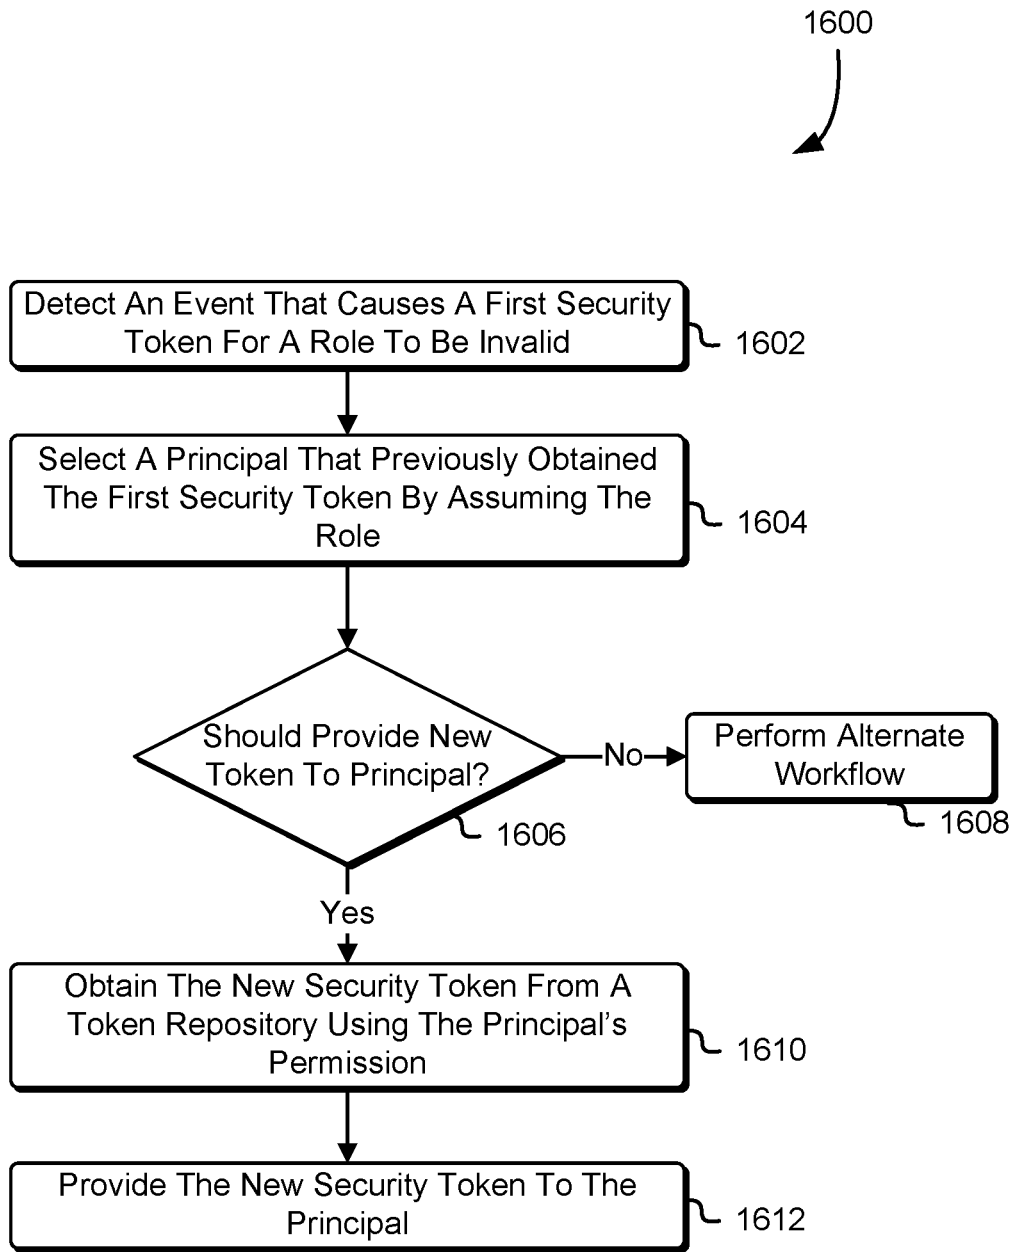 1600
Detect An Event That Causes A First Security
Token For A Role To Be Invalid
1602
Select A Principal That Previously Obtained
The First Security Token By Assuming The
Role
1604
Should Provide New
Token To Principal?
1606
No
Perform Alternate
Workflow
1608
Yes
Obtain The New Security Token From A
Token Repository Using The Principal’s
Permission
1610
Provide The New Security Token To The
Principal
1612